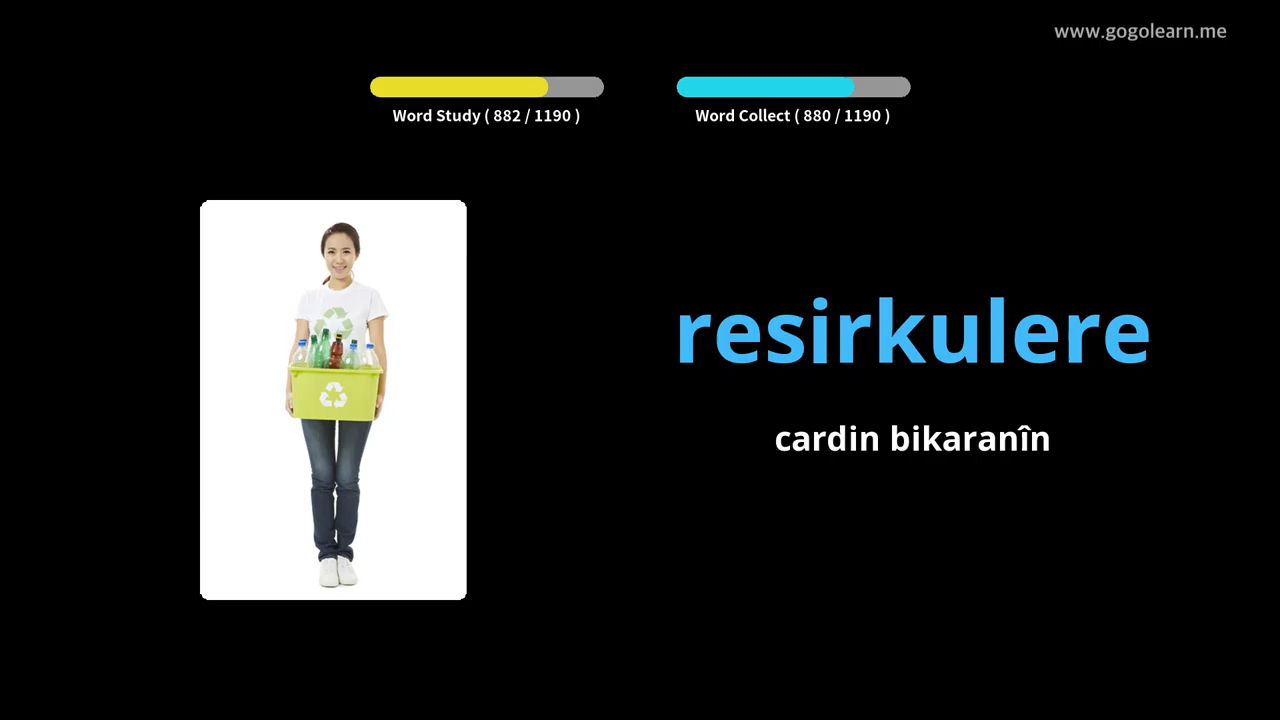 www.gogolearn.me
Word Study ( 882 / 1190 )
Word Collect ( 880 / 1190 )
resirkulere
cardin bikaranîn